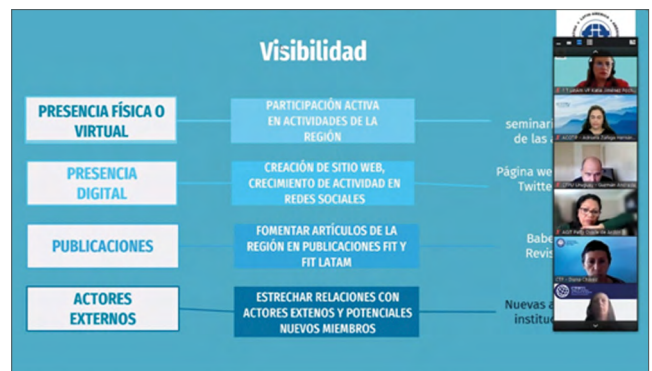 Visibilidad
PRESENCIA FÍSICA O
VIRTUAL
PARTICIPACIÓN ACTIVA
EN ACTIVIDADES DE LA
REGIÓN
seminari
de las a
PRESENCIA
DIGITAL
CREACIÓN DE SITIO WEB,
CRECIMIENTO DE ACTIVIDAD EN
REDES SOCIALES
Página we
Twitte
PUBLICACIONES
FOMENTAR ARTÍCULOS DE LA
REGIÓN EN PUBLICACIONES FIT Y
FIT LATAM
Babe
Revis
ACTORES
EXTERNOS
ESTRECHAR RELACIONES CON
ACTORES EXTENOS Y POTENCIALES
NUEVOS MIEMBROS
Nuevas a
instituc